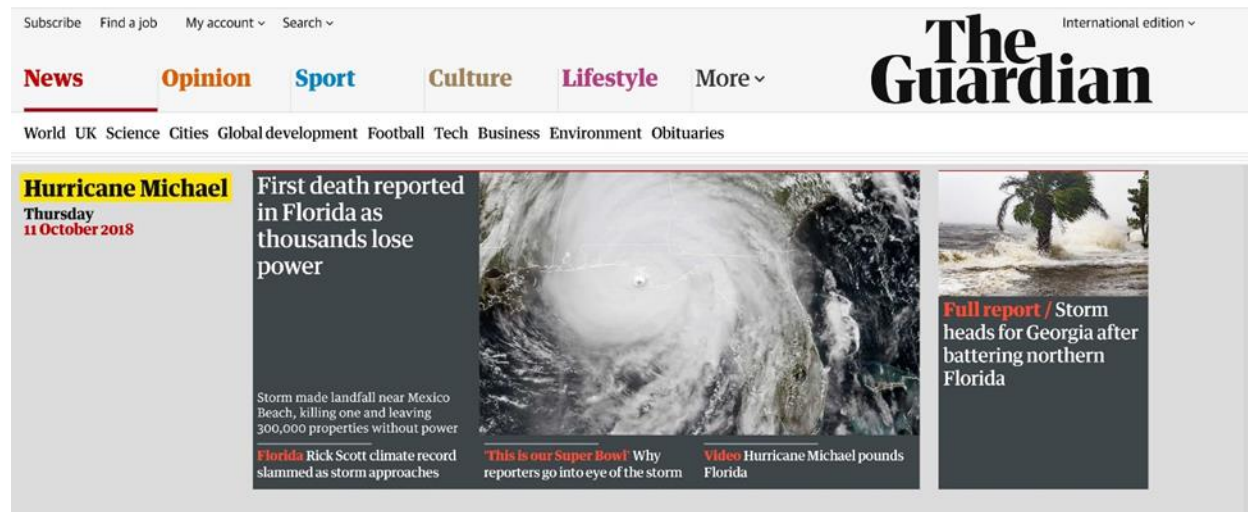 Subscribe Find a job My account Search
International edition
The
Guardian
News Opinion Sport Culture Lifestyle More
World UK Science Cities Global development Football Tech Business Environment Obituaries
Hurricane Michael
Thursday
11 October 2018
First death reported
in Florida as
thousands lose
power
Storm made landfall near Mexico
Beach, killing one and leaving
300,000 properties without power
Florida Rick Scott climate record
slammed as storm approaches
'This is our Super Bowl' Why
reporters go into eye of the storm
Video Hurricane Michael pounds
Florida
Full report / Storm
heads for Georgia after
battering northern
Florida